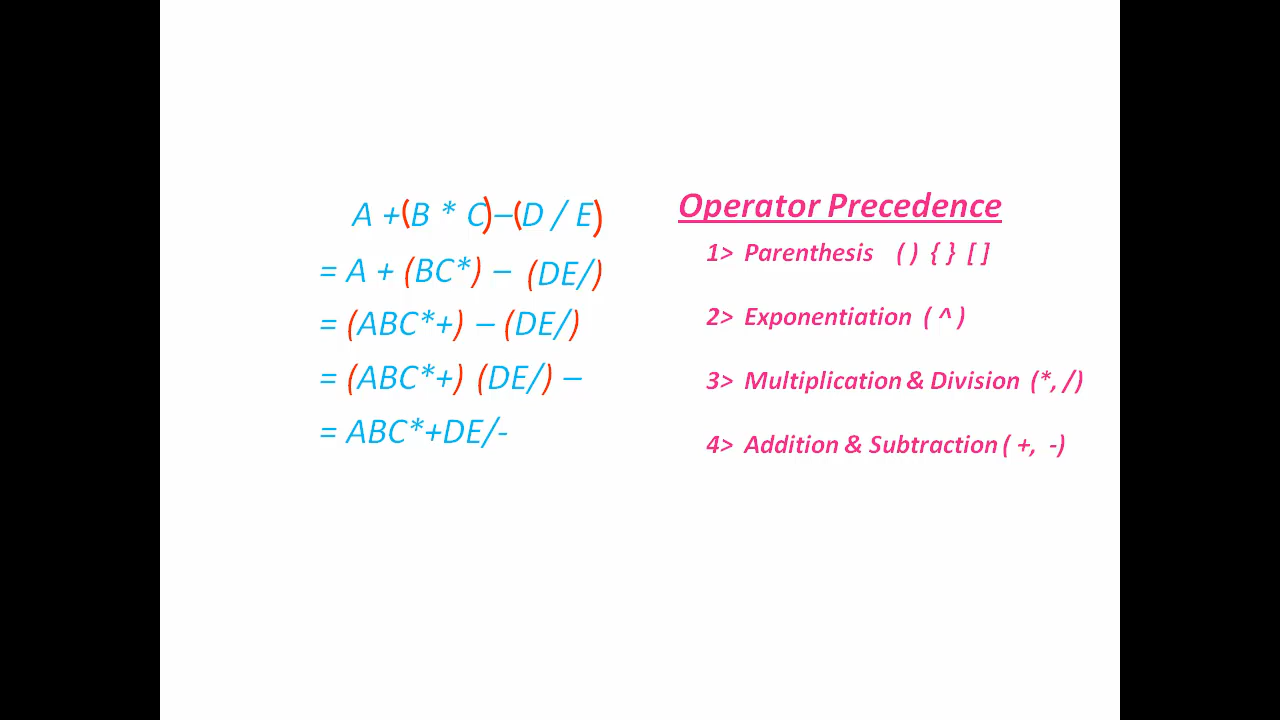 A + (B * C) – (D / E)
= A + (BC*) – (DE/)
= (ABC*+) – (DE/)
= (ABC*+) (DE/) –
= ABC*+DE/-
Operator Precedence
1> Parenthesis ( ) { } [ ]
2> Exponentiation ( ^ )
3> Multiplication & Division (*, /)
4> Addition & Subtraction ( +, -)